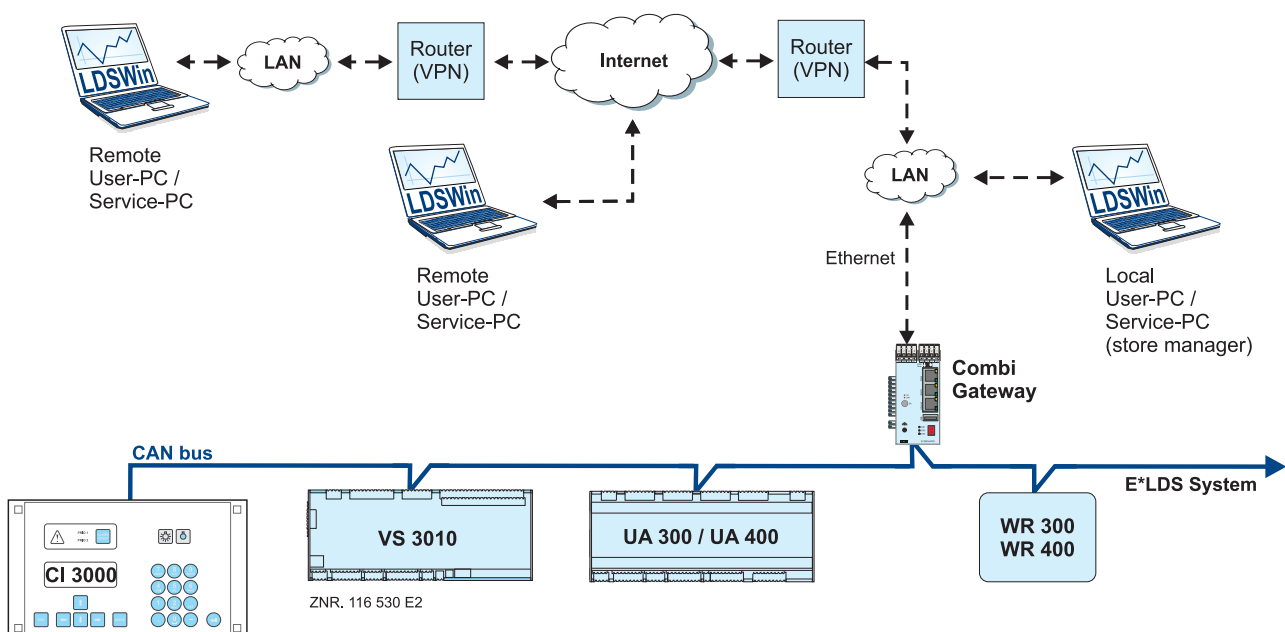 LDSWin
LAN
Router
(VPN)
Internet
Router
(VPN)
Remote
User-PC /
Service-PC
LDSWin
Remote
User-PC /
Service-PC
LAN
LDSWin
Local
User-PC /
Service-PC
(store manager)
Ethernet
Combi
Gateway
CAN bus
E*LDS System
CI 3000
VS 3010
UA 300 / UA 400
WR 300
WR 400
ZNR. 116 530 E2